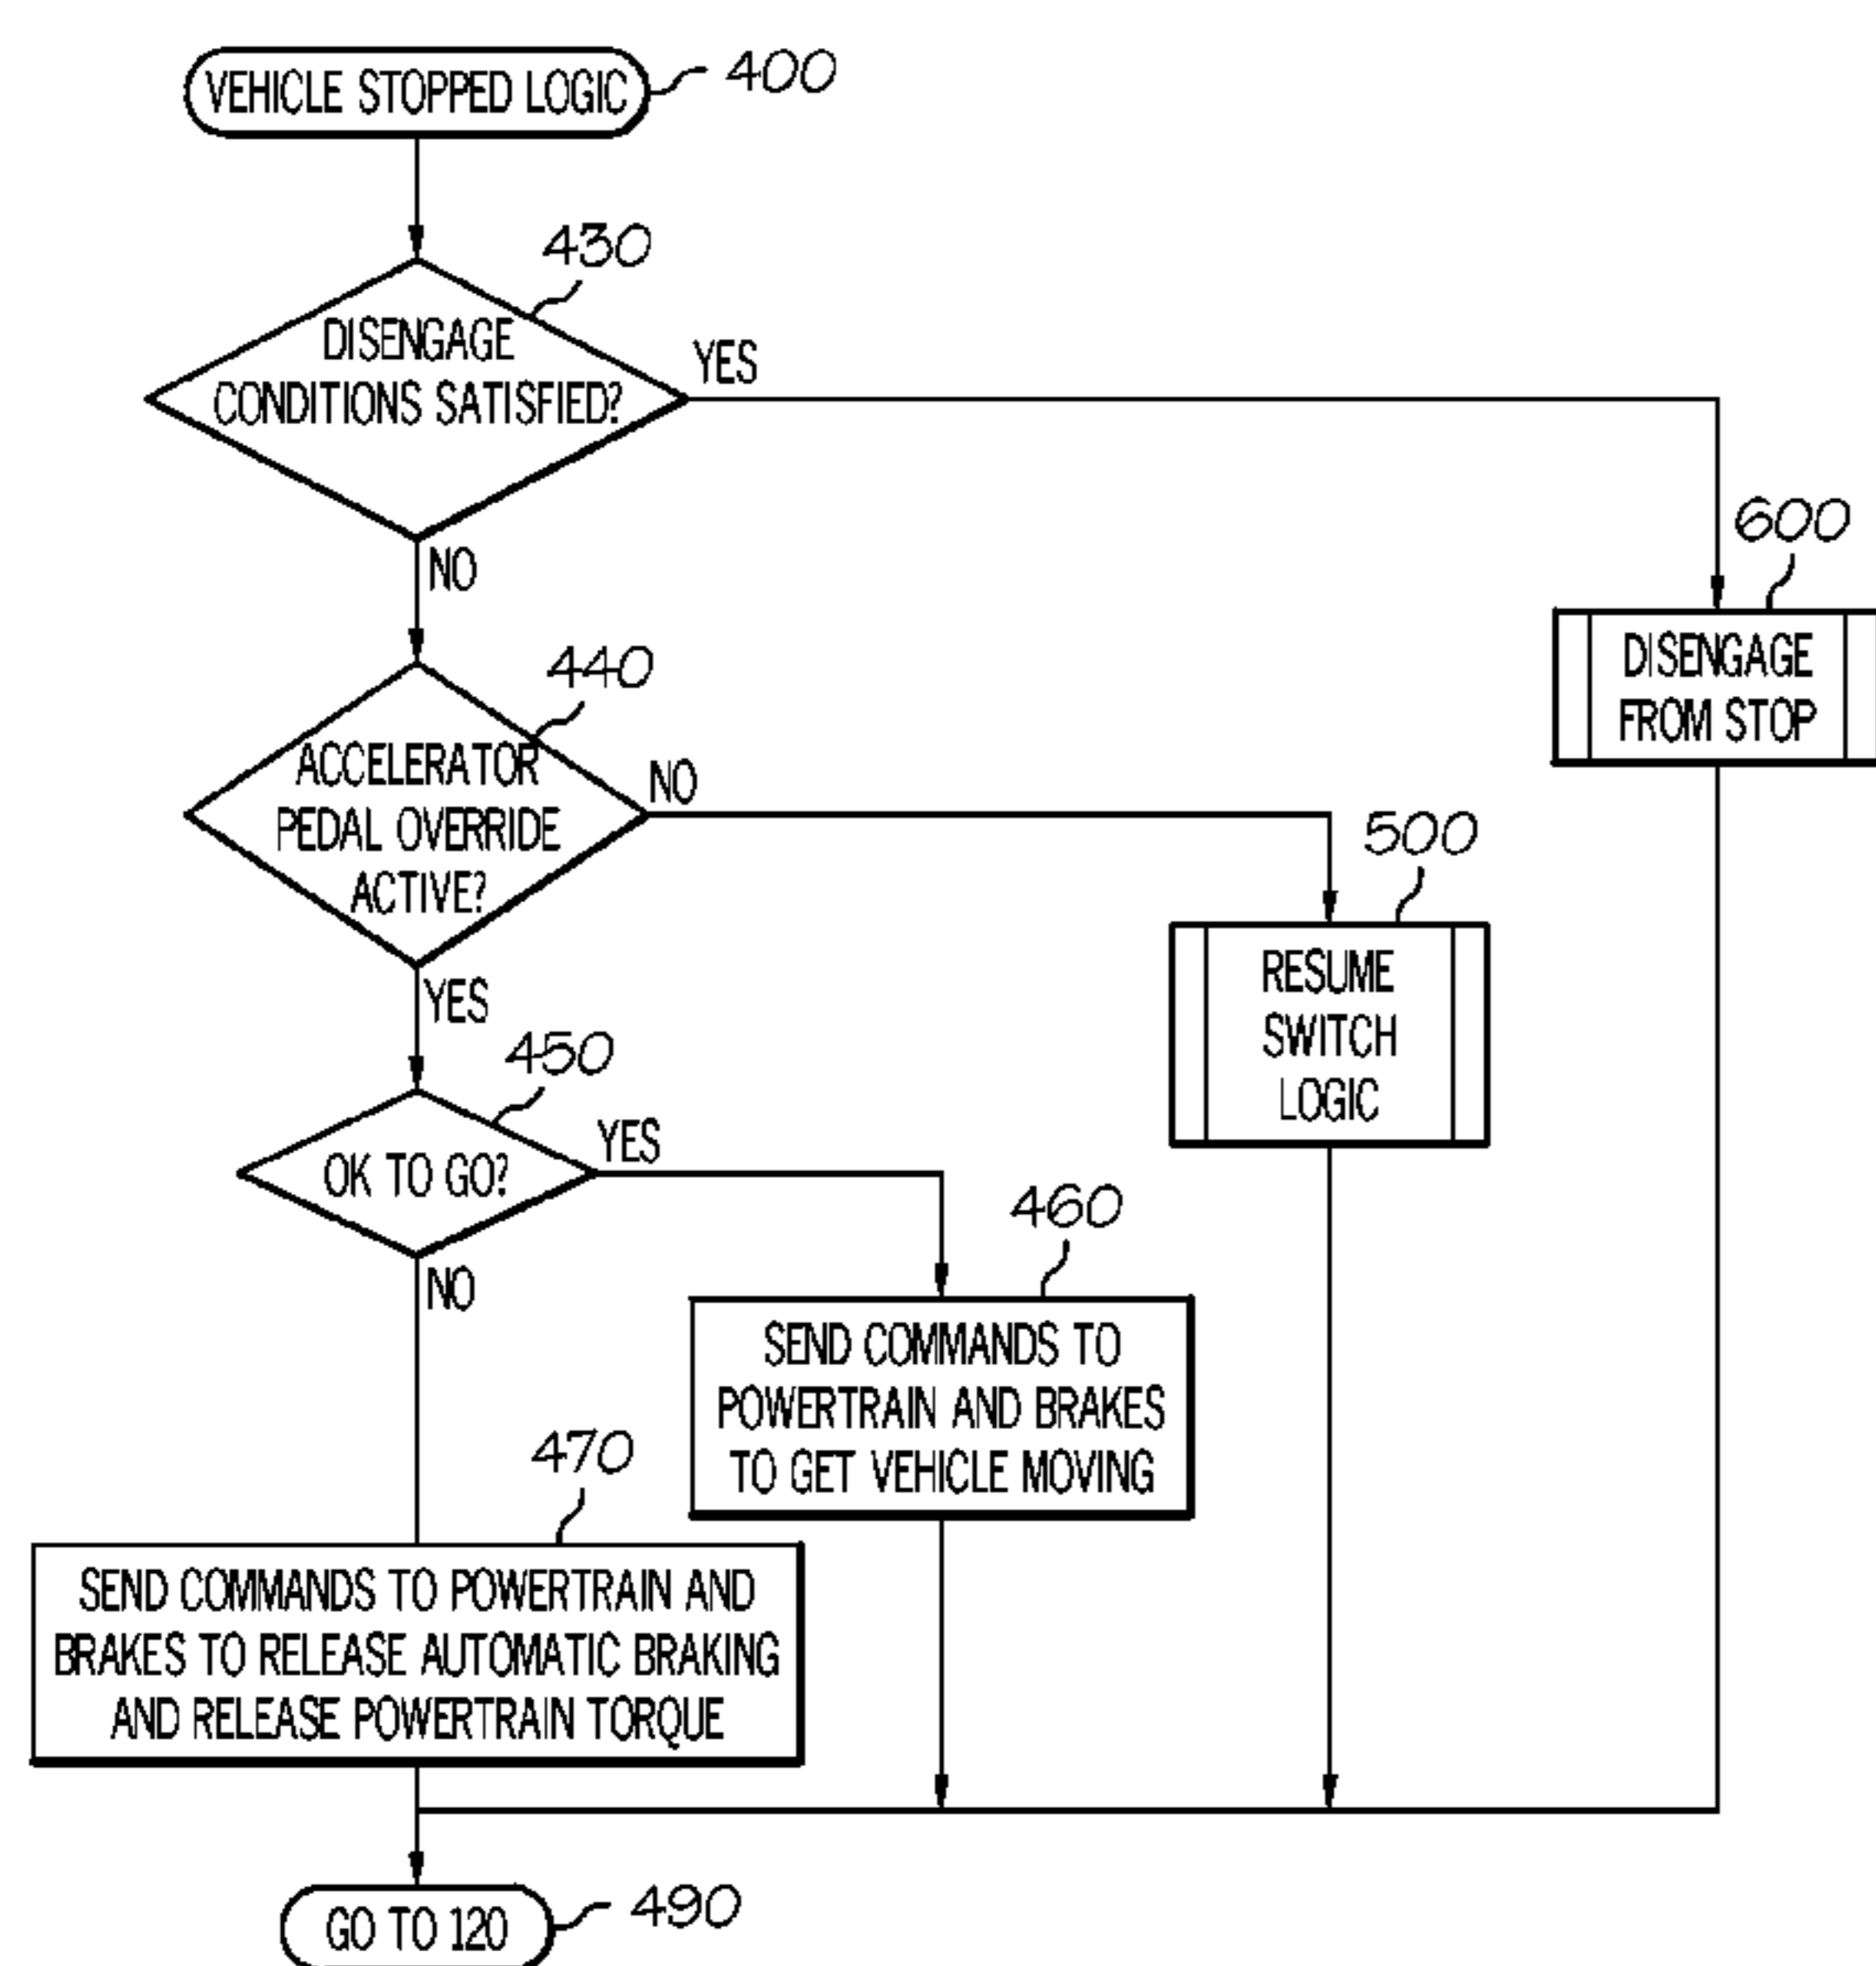 VEHICLE STOPPED LOGIC
400
430
DISENGAGE
CONDITIONS SATISFIED?
YES
NO
600
DISENGAGE
FROM STOP
440
ACCELERATOR
PEDAL OVERRIDE
ACTIVE?
NO
YES
500
RESUME
SWITCH
LOGIC
450
OK TO GO?
YES
NO
460
SEND COMMANDS TO
POWERTRAIN AND BRAKES
TO GET VEHICLE MOVING
470
SEND COMMANDS TO POWERTRAIN AND
BRAKES TO RELEASE AUTOMATIC BRAKING
AND RELEASE POWERTRAIN TORQUE
GO TO 120
490